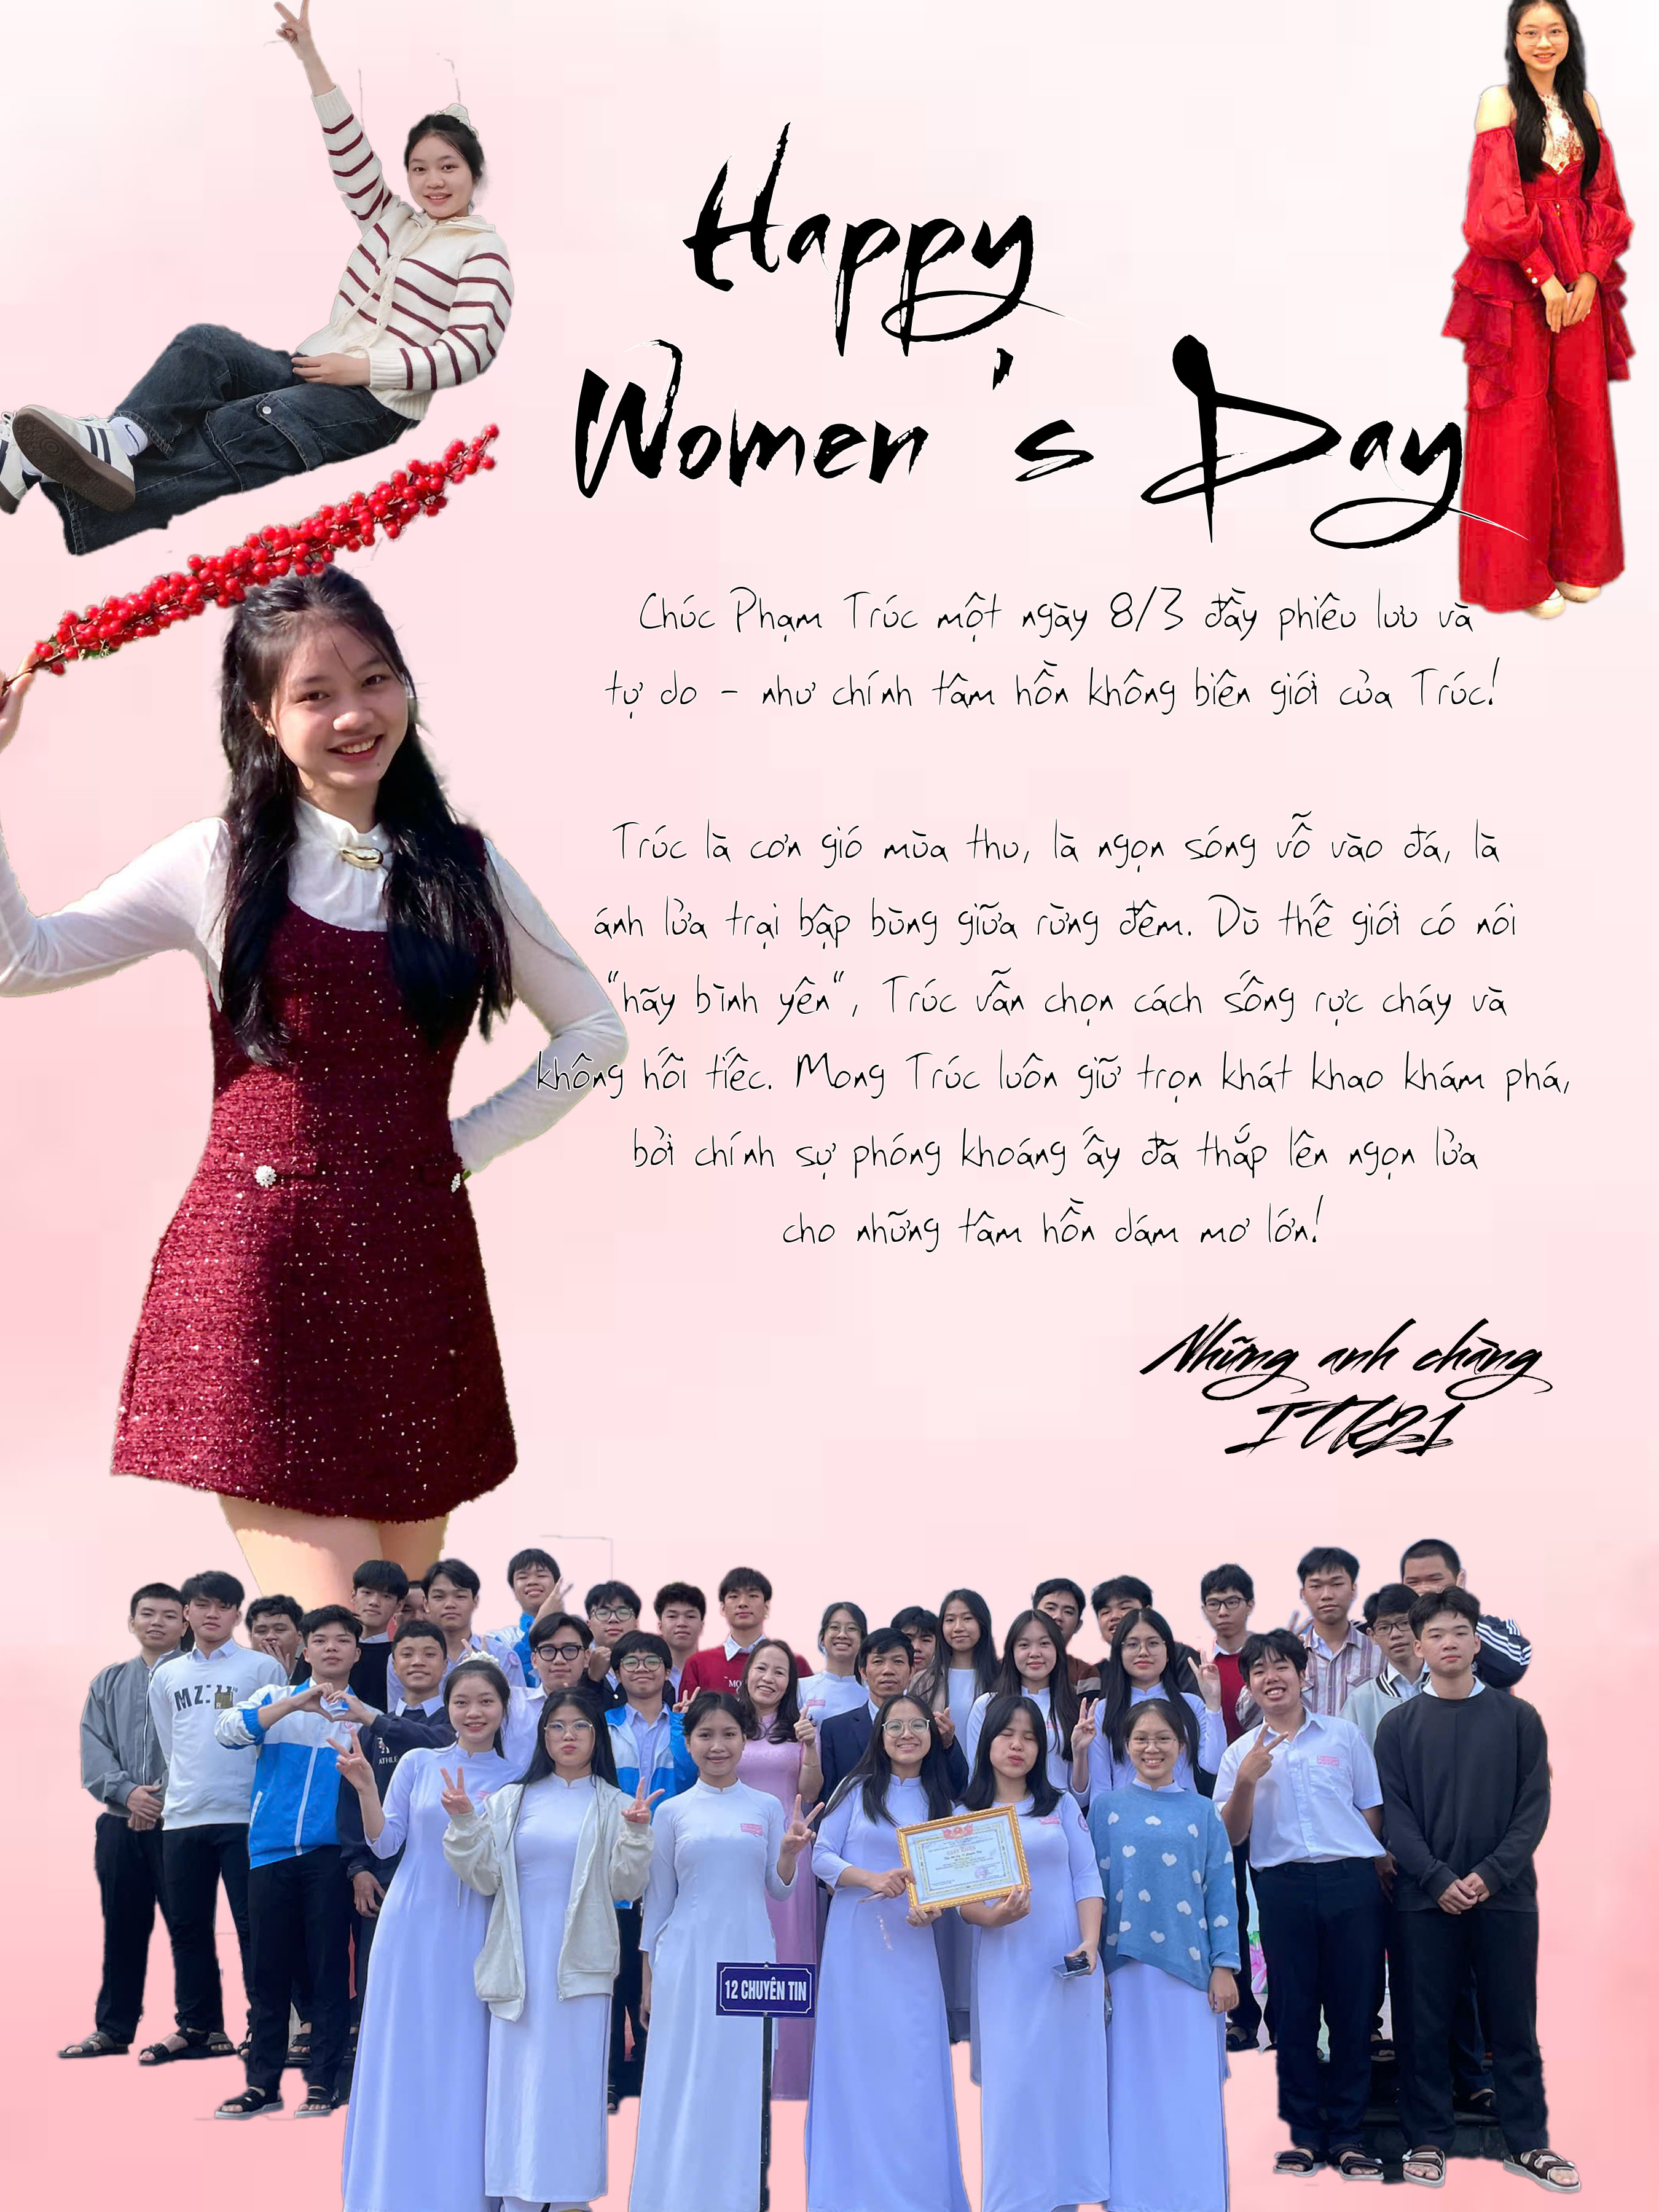 Happy
Women's Day
Chúc Phạm Trúc một ngày 8/3 đầy phiêu lưu và
tự do - như chính tâm hồn không biên giới của Trúc!
Trúc là cơn gió mùa thu, là ngọn sóng vỗ vào đá, là
ánh lửa trại bập bùng giữa rừng đêm. Dù thế giới có nói
"hãy bình yên", Trúc vẫn chọn cách sống rực cháy và
không hối tiếc. Mong Trúc luôn giữ trọn khát khao khám phá,
bởi chính sự phóng khoáng ấy đã thắp lên ngọn lửa
cho những tâm hồn dám mơ lớn!
Những anh chàng
ITK21
12 CHUYÊN TIN